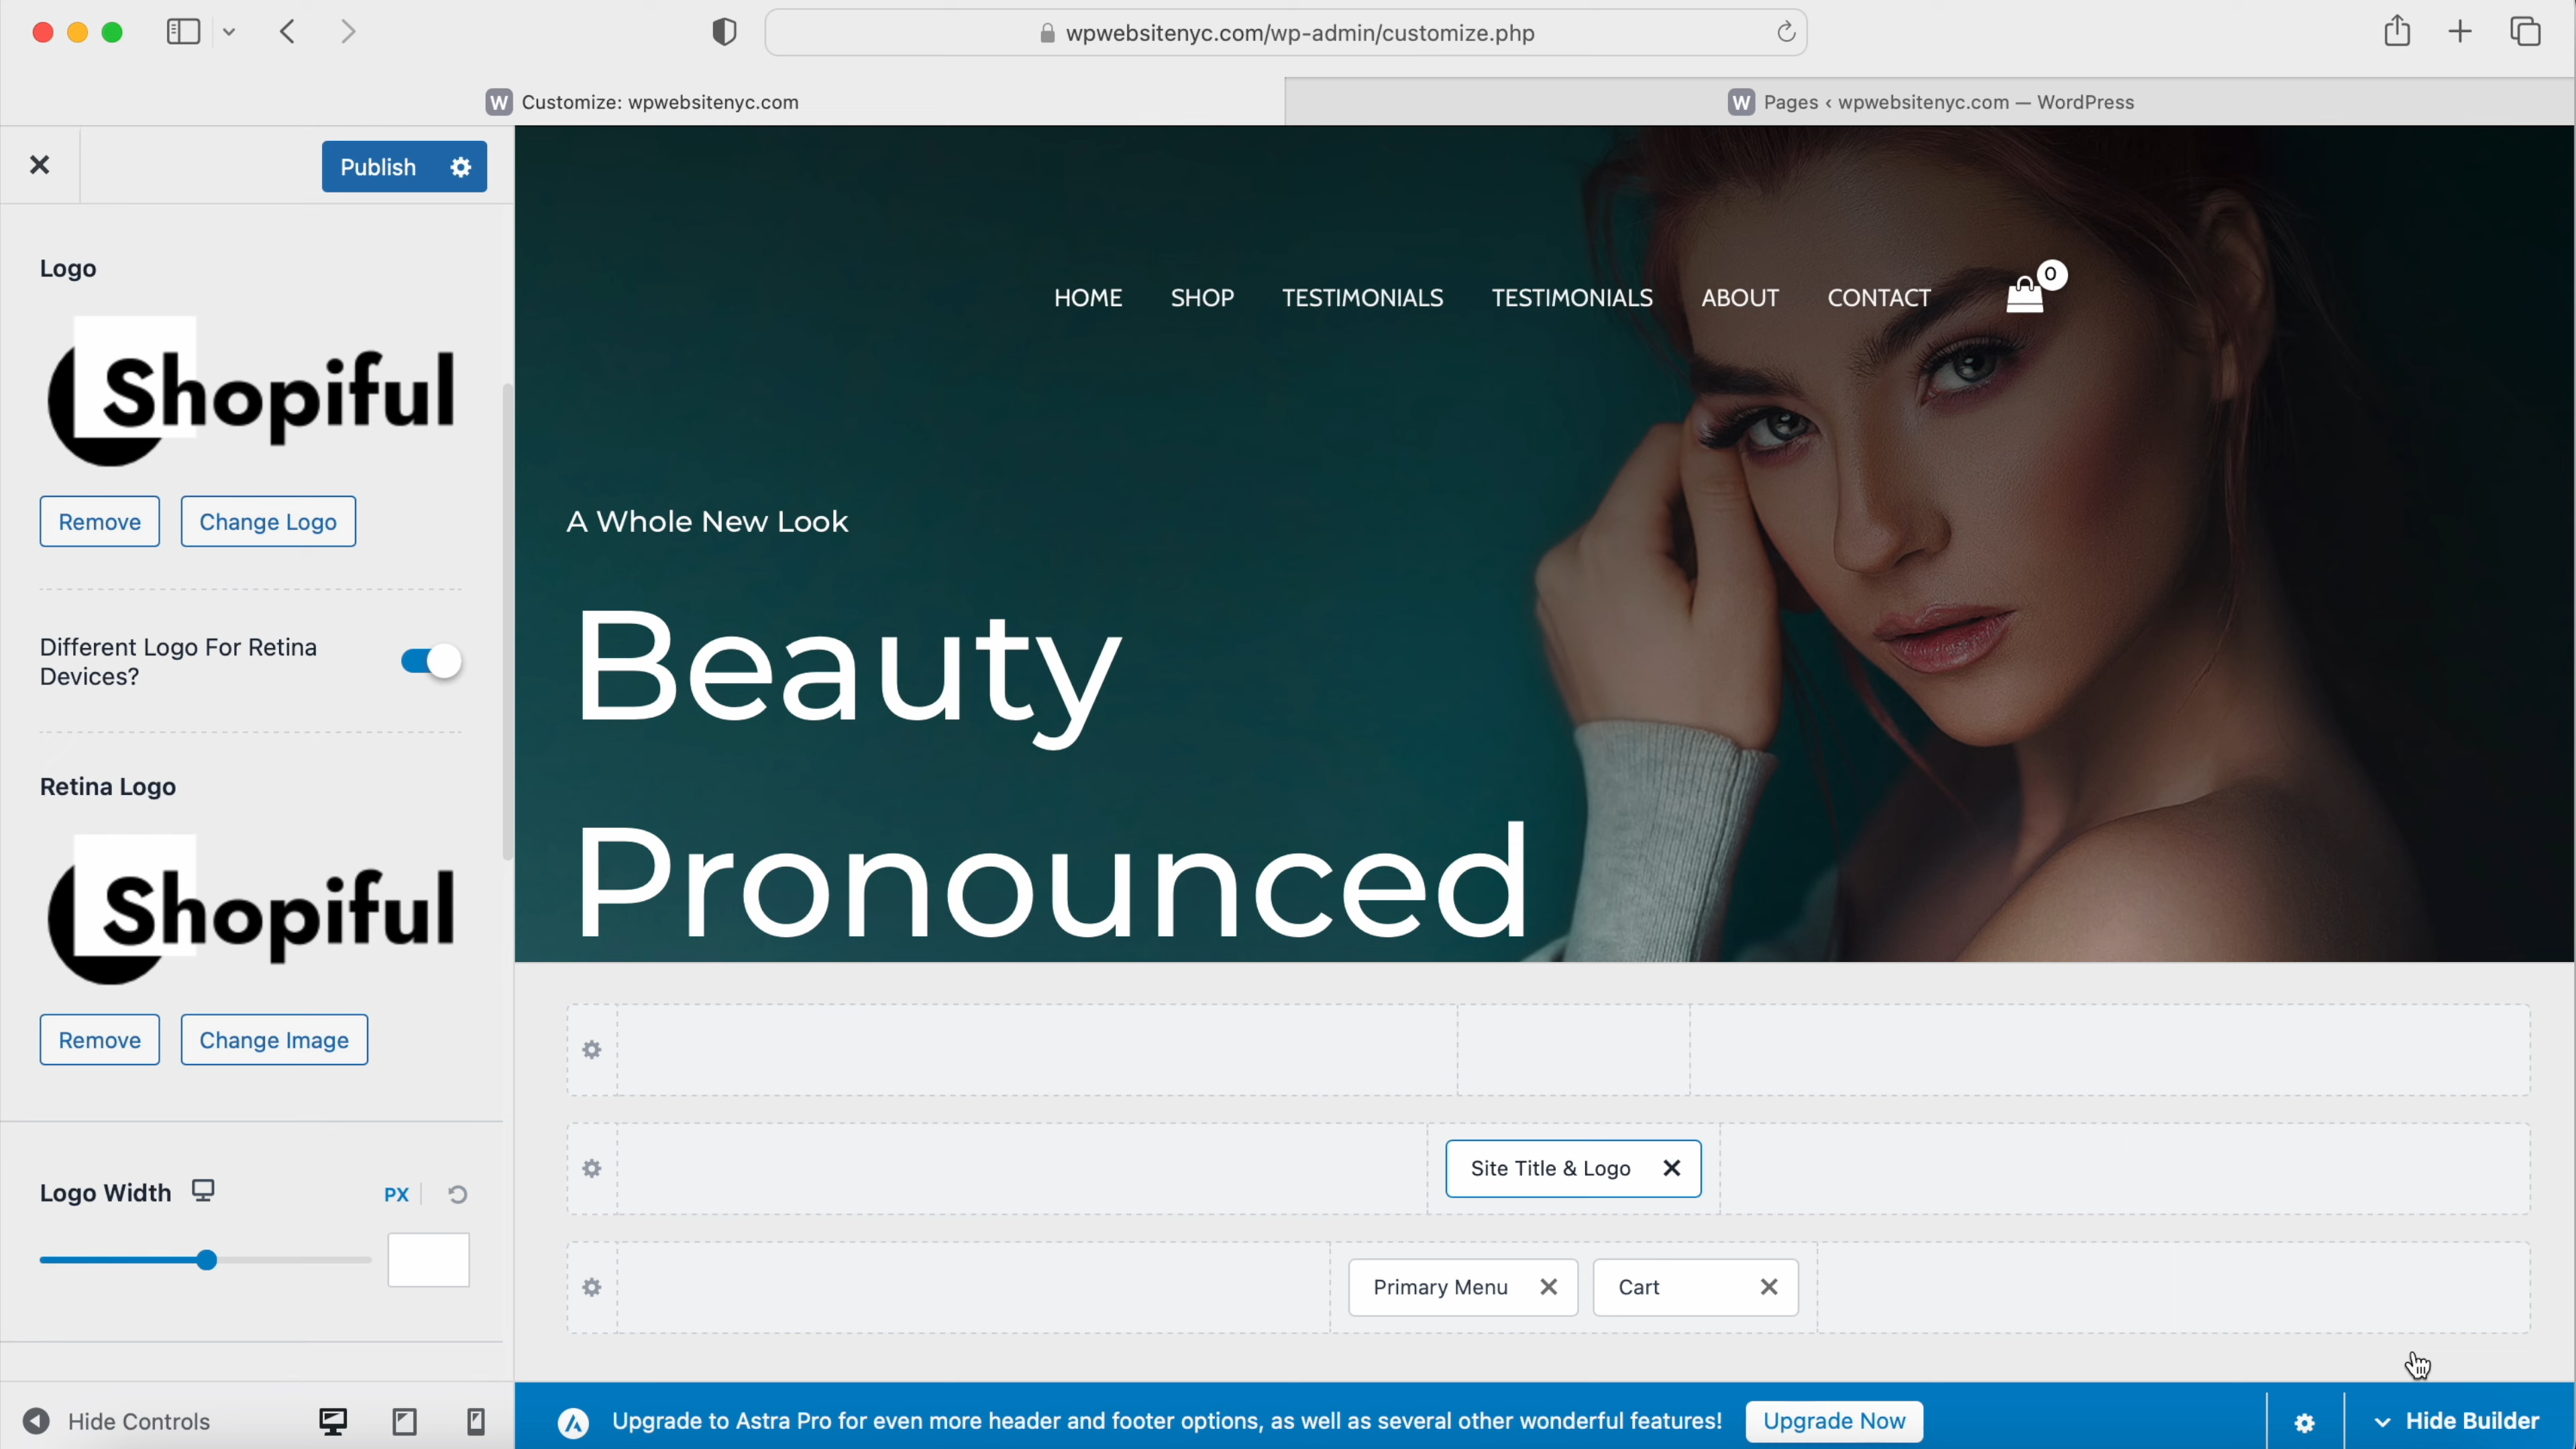 wpwebsitenyc.com/wp-admin/customize.php
W Customize: wpwebsitenyc.com
W Pages ‹ wpwebsitenyc.com — WordPress
Publish
Logo
Shopiful
Remove Change Logo
Different Logo For Retina
Devices?
Retina Logo
Shopiful
Remove Change Image
Logo Width PX
Hide Controls
HOME SHOP TESTIMONIALS TESTIMONIALS ABOUT CONTACT 0
A Whole New Look
Beauty
Pronounced
Site Title & Logo
Primary Menu Cart
Upgrade to Astra Pro for even more header and footer options, as well as several other wonderful features! Upgrade Now Hide Builder